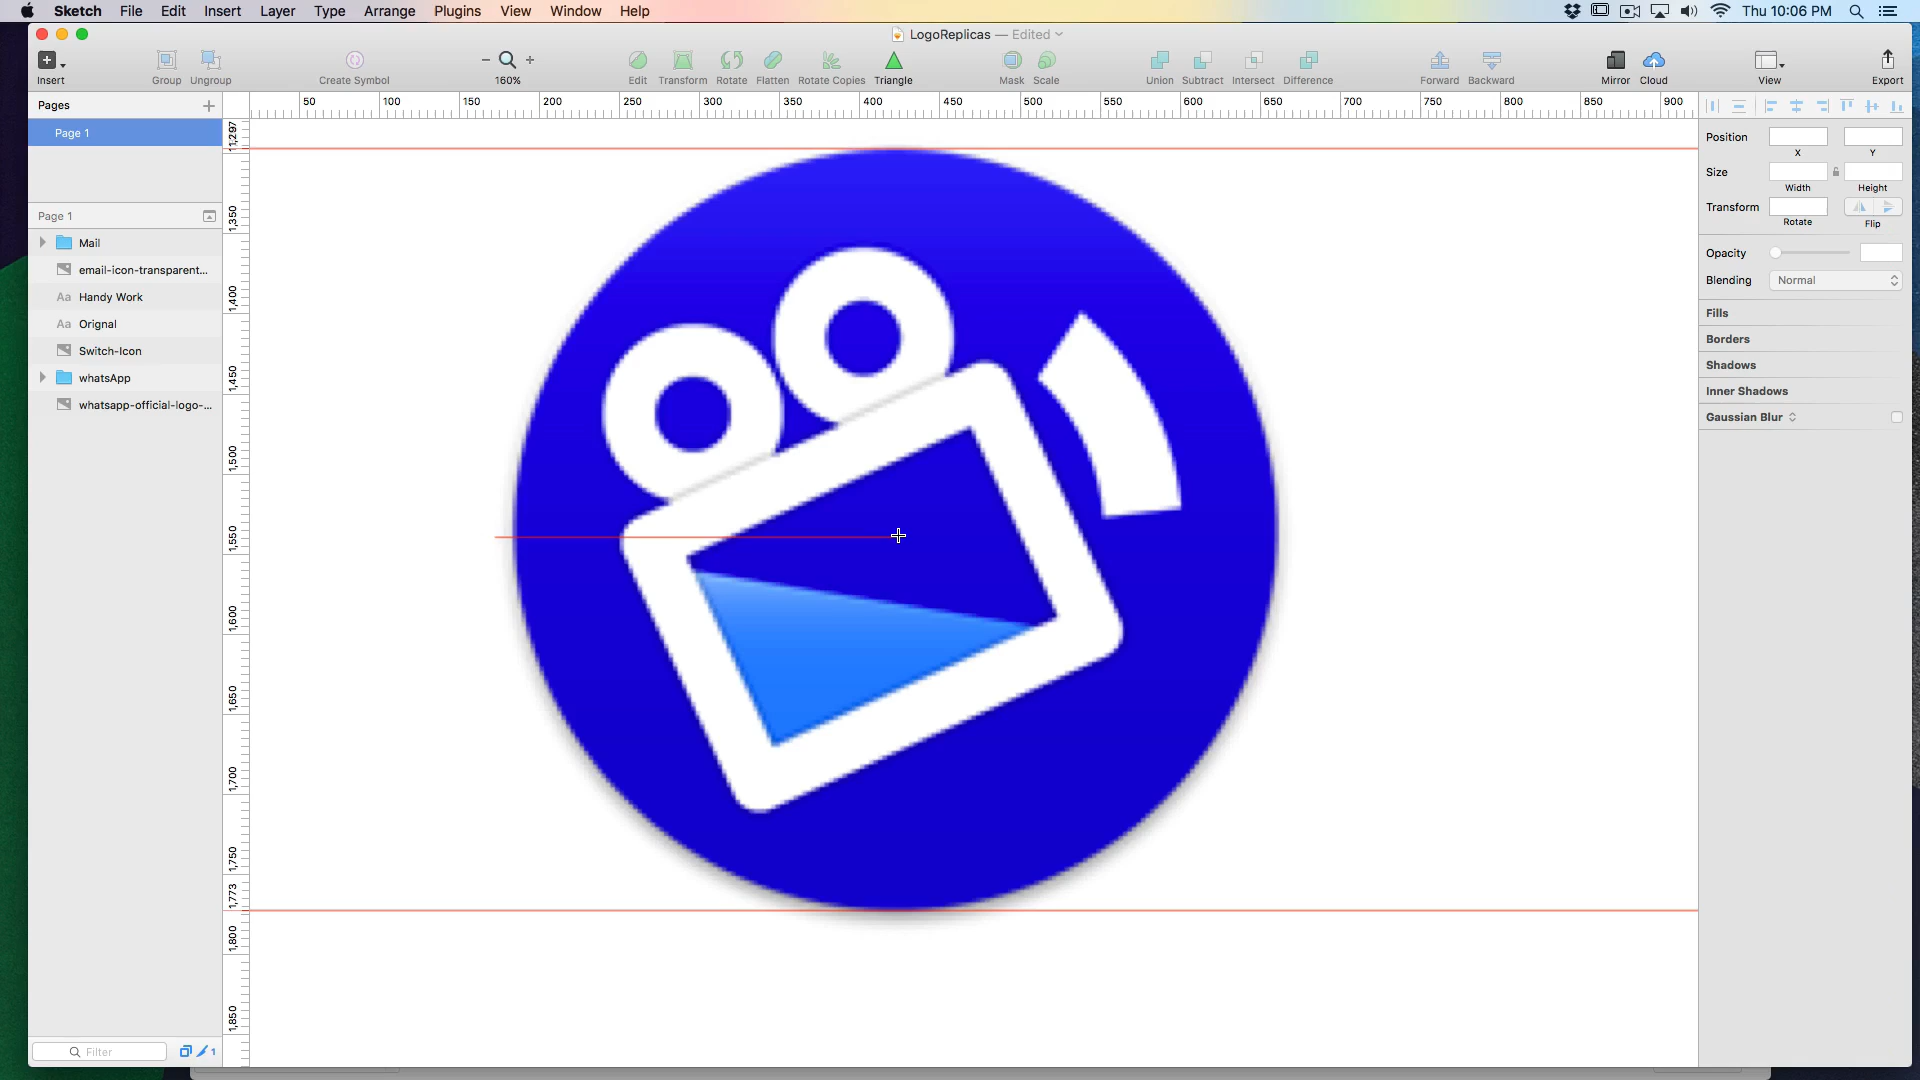 Sketch File Edit Insert Layer Type Arrange Plugins View Window Help Thu 10:06 PM
LogoReplicas — Edited
Insert Group Ungroup Create Symbol 160% Edit Transform Rotate Flatten Rotate Copies Triangle Mask Scale Union Subtract Intersect Difference Forward Backward Mirror Cloud View Export
Pages
50 100 150 200 250 300 350 400 450 500 550 600 650 700 750 800 850 900
Page 1
Page 1
Mail
email-icon-transparent...
Aa Handy Work
Aa Orignal
Switch-Icon
whatsApp
whatsapp-official-logo-...
Filter
1
1,297
1,350
1,400
1,450
1,500
1,550
1,600
1,650
1,700
1,750
1,773
1,800
1,850
Position
X Y
Size
Width Height
Transform
Rotate Flip
Opacity
Blending Normal
Fills
Borders
Shadows
Inner Shadows
Gaussian Blur